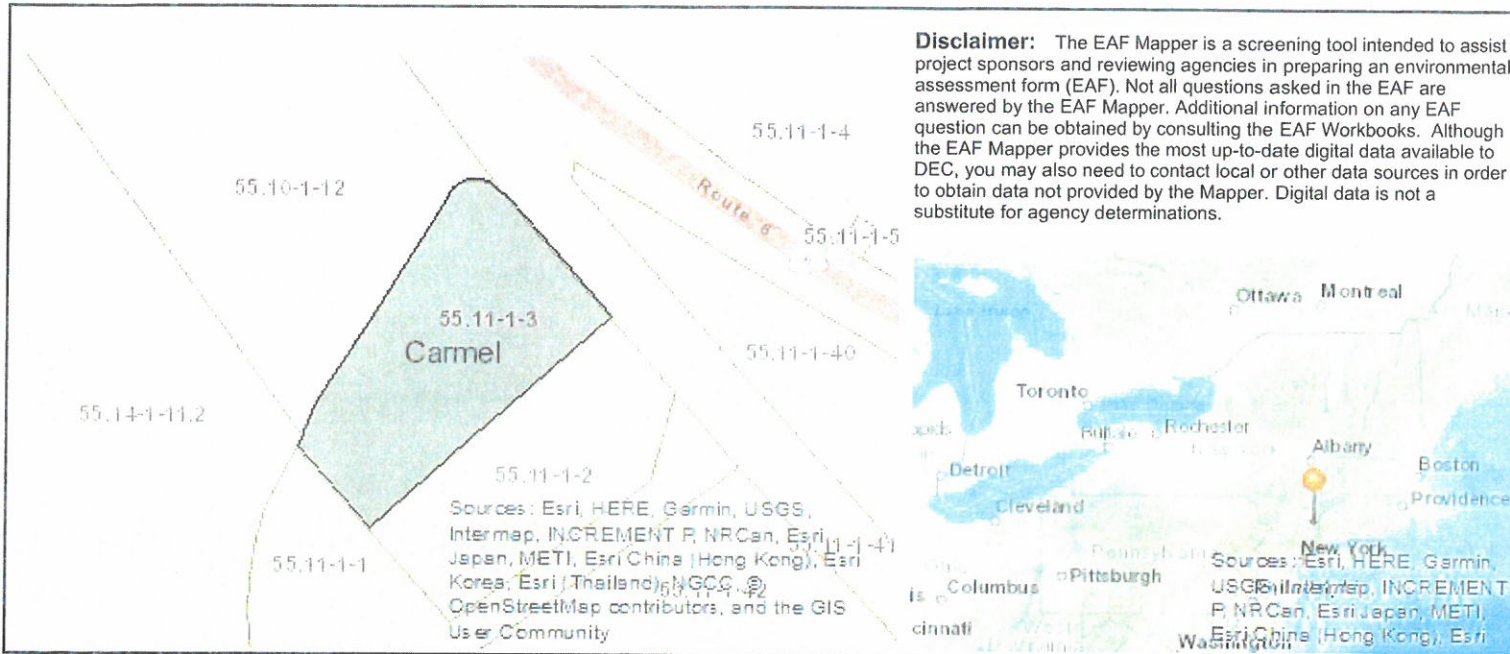 Disclaimer: The EAF Mapper is a screening tool intended to assist
project sponsors and reviewing agencies in preparing an environmental
assessment form (EAF). Not all questions asked in the EAF are
answered by the EAF Mapper. Additional information on any EAF
question can be obtained by consulting the EAF Workbooks. Although
the EAF Mapper provides the most up-to-date digital data available to
DEC, you may also need to contact local or other data sources in order
to obtain data not provided by the Mapper. Digital data is not a
substitute for agency determinations.
55.11-1-4
55.10-1-12
Route 6
55.11-1-5
55.11-1-3
Carmel
55.11-1-40
55.14-1-11.2
55.11-1-2
55.11-1-1
55.11-1-41
Sources: Esri, HERE, Garmin, USGS,
Intermap, INCREMENT P, NRCan, Esri
Japan, METI, Esri China (Hong Kong), Esri
Korea, Esri (Thailand), NGCC, ©
OpenStreetMap contributors, and the GIS
User Community
Ottawa
Montreal
Toronto
Buffalo
Rochester
Albany
Boston
Detroit
Providence
Cleveland
New York
Pittsburgh
Columbus
cinnati
Washington
Sources: Esri, HERE, Garmin,
USGS, Intermap, INCREMENT
P, NRCan, Esri Japan, METI,
Esri China (Hong Kong), Esri